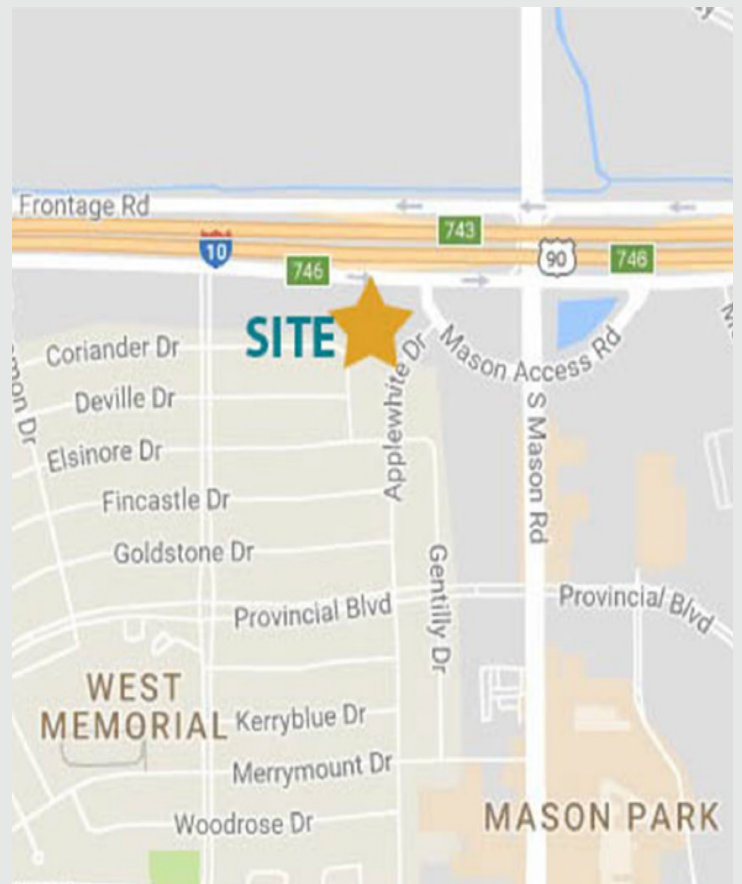 Frontage Rd
743
10
90
746
746
SITE
Coriander Dr
Mason Access Rd
Applewhite Dr
Deville Dr
Elsinore Dr
S Mason Rd
Fincastle Dr
Goldstone Dr
Gentilly Dr
Provincial Blvd
Provincial Blvd
WEST
MEMORIAL
Kerryblue Dr
Merrymount Dr
MASON PARK
Woodrose Dr